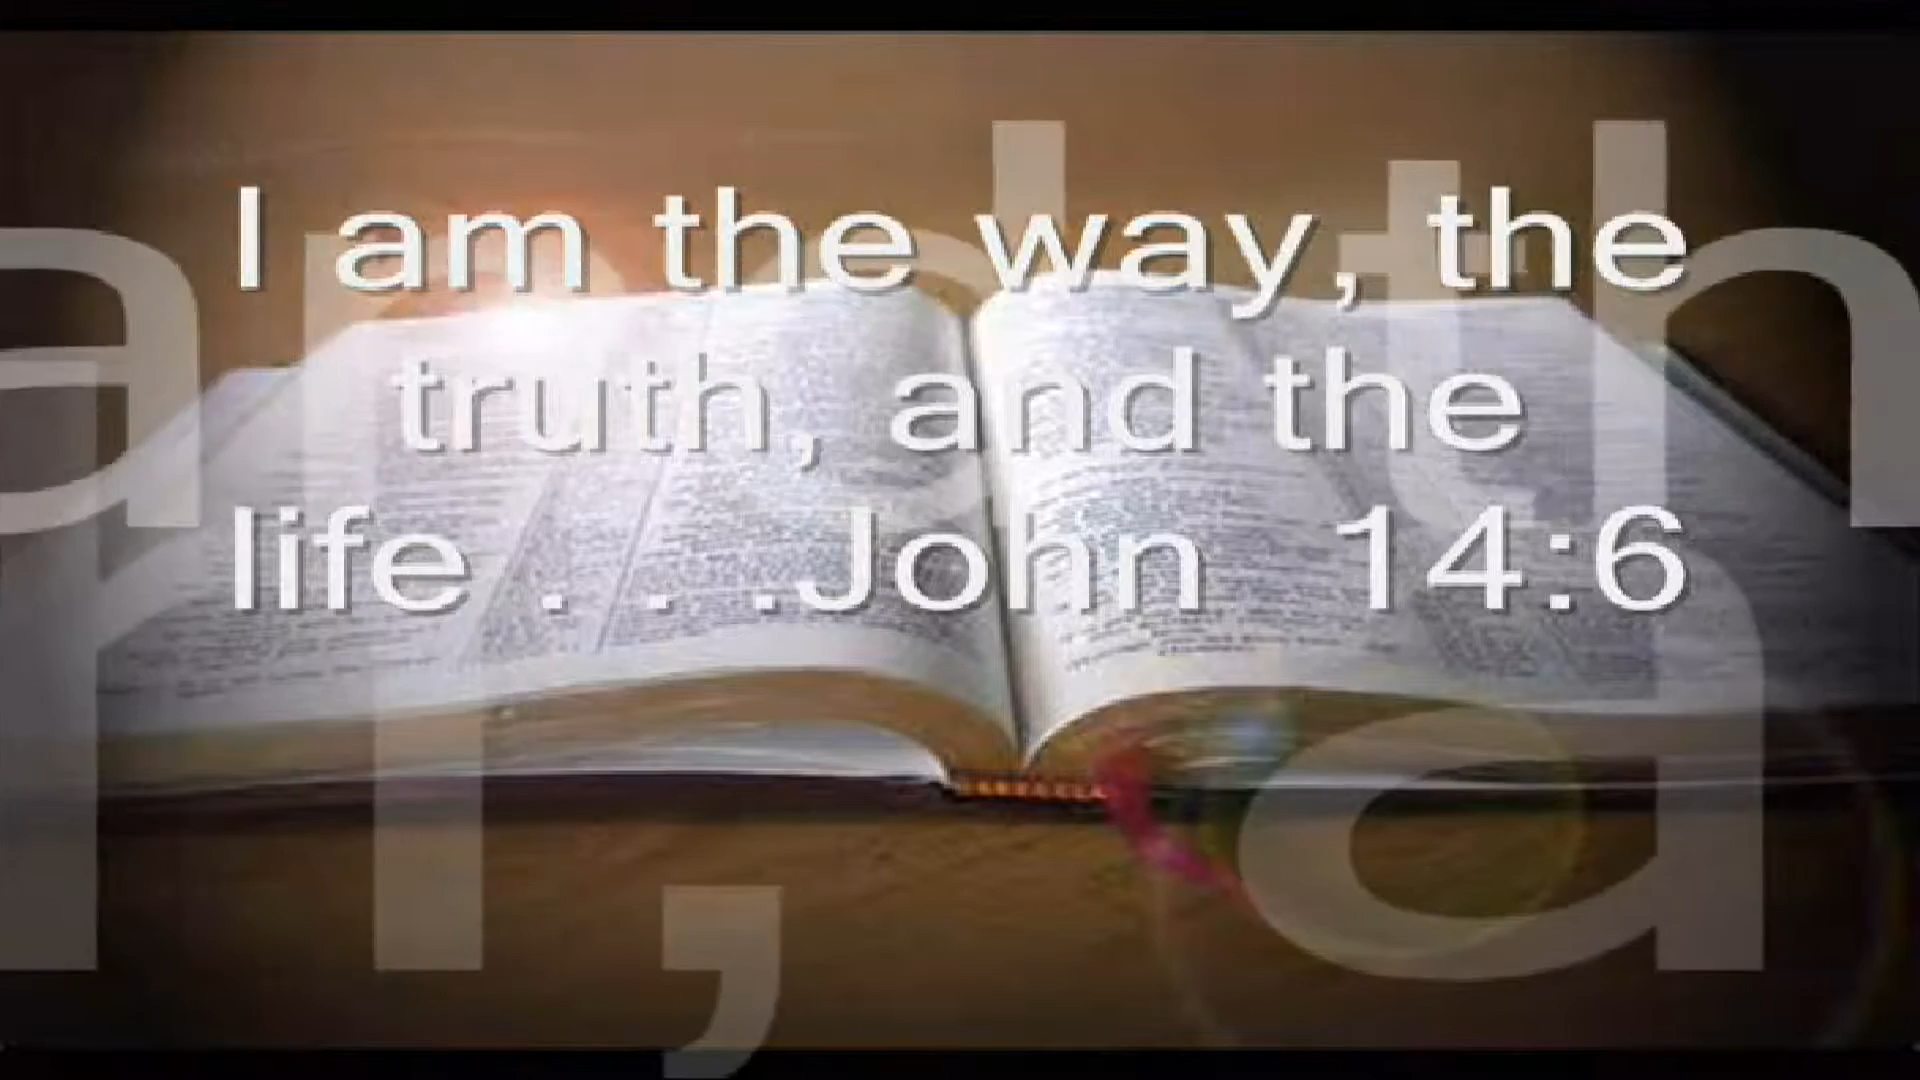 I am the way, the
truth, and the
life . . .John 14:6